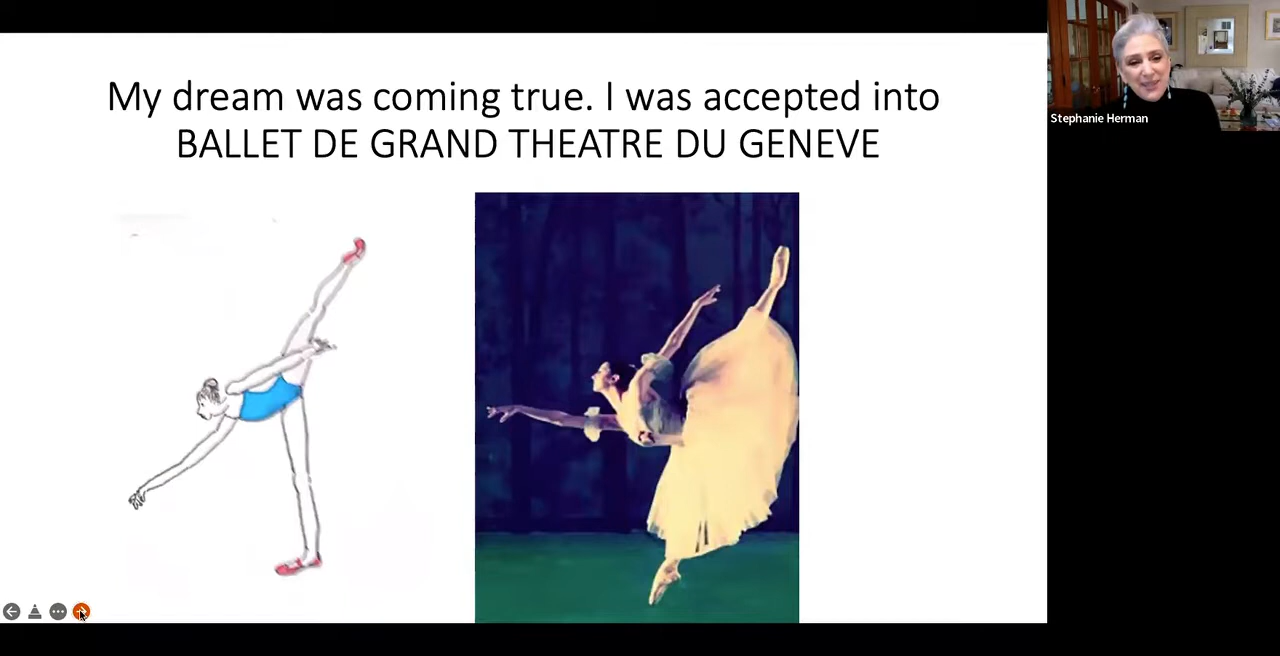 My dream was coming true. I was accepted into
BALLET DE GRAND THEATRE DU GENEVE
Stephanie Herman